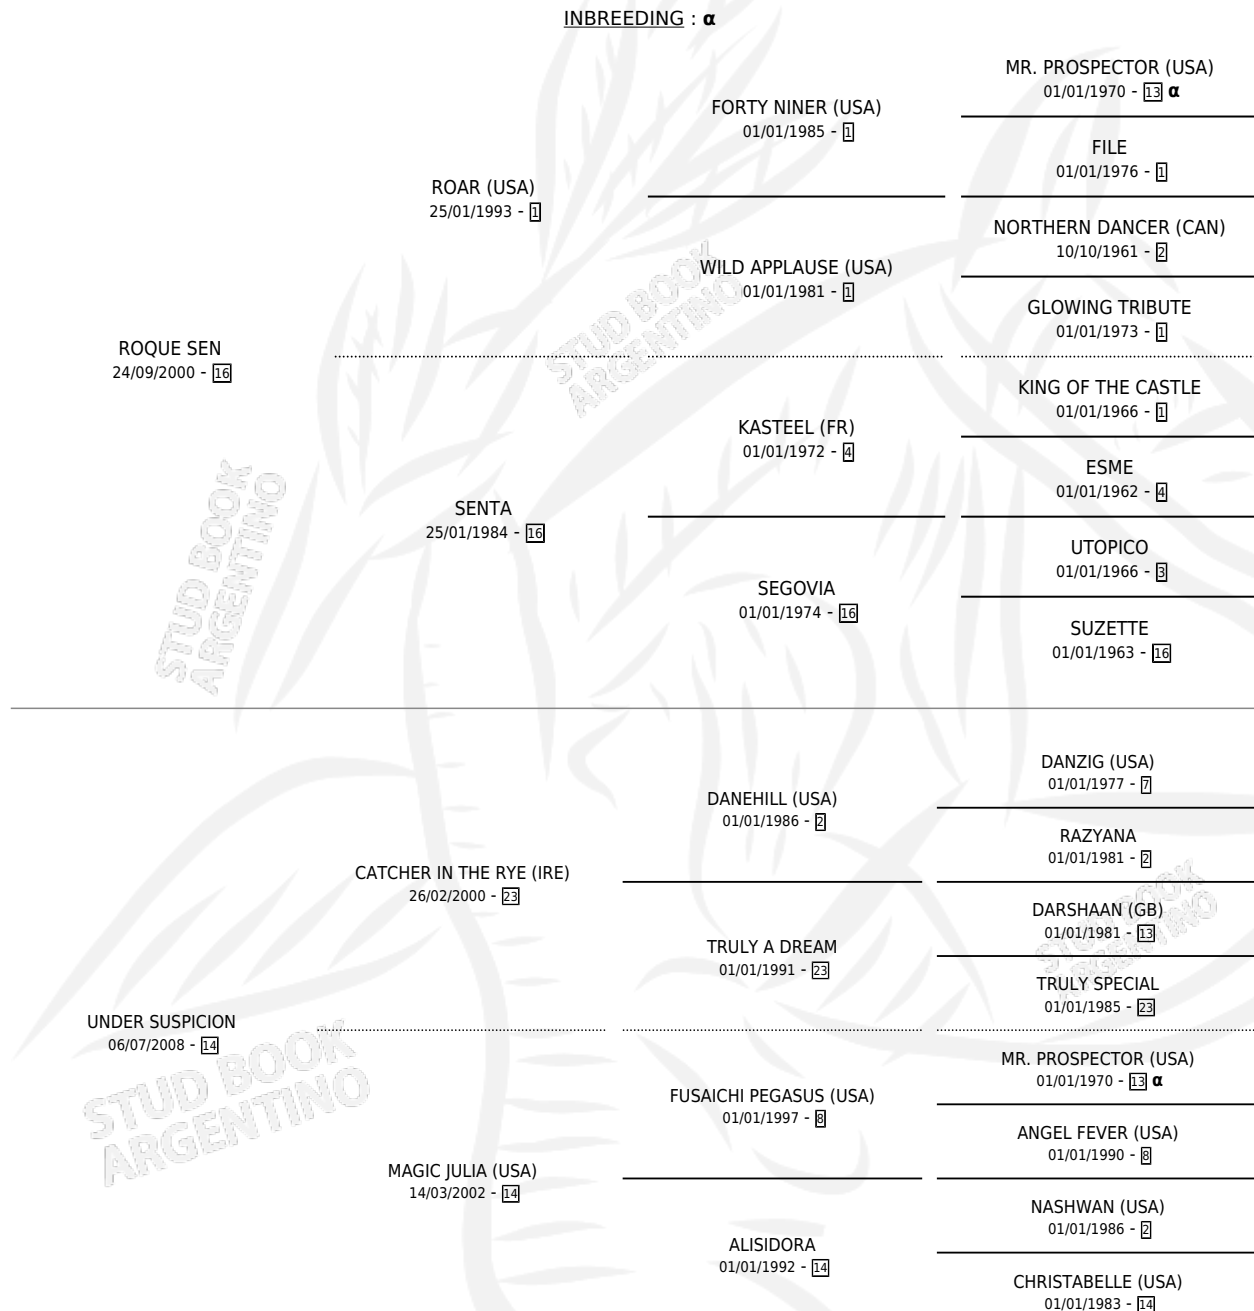 INBREEDING : α
MR. PROSPECTOR (USA)
01/01/1970 - 13 α
FORTY NINER (USA)
01/01/1985 - 1
FILE
01/01/1976 - 1
ROAR (USA)
25/01/1993 - 1
NORTHERN DANCER (CAN)
10/10/1961 - 2
WILD APPLAUSE (USA)
01/01/1981 - 1
GLOWING TRIBUTE
01/01/1973 - 1
ROQUE SEN
24/09/2000 - 16
KING OF THE CASTLE
01/01/1966 - 1
KASTEEL (FR)
01/01/1972 - 4
ESME
01/01/1962 - 4
SENTA
25/01/1984 - 16
UTOPICO
01/01/1966 - 3
SEGOVIA
01/01/1974 - 16
SUZETTE
01/01/1963 - 16
DANZIG (USA)
01/01/1977 - 7
DANEHILL (USA)
01/01/1986 - 2
RAZYANA
01/01/1981 - 2
CATCHER IN THE RYE (IRE)
26/02/2000 - 23
DARSHAAN (GB)
01/01/1981 - 13
TRULY A DREAM
01/01/1991 - 23
TRULY SPECIAL
01/01/1985 - 23
UNDER SUSPICION
06/07/2008 - 14
MR. PROSPECTOR (USA)
01/01/1970 - 13 α
FUSAICHI PEGASUS (USA)
01/01/1997 - 8
ANGEL FEVER (USA)
01/01/1990 - 8
MAGIC JULIA (USA)
14/03/2002 - 14
NASHWAN (USA)
01/01/1986 - 2
ALISIDORA
01/01/1992 - 14
CHRISTABELLE (USA)
01/01/1983 - 14
STUD BOOK
ARGENTINO
STUD BOOK
ARGENTINO
STUD BOOK
ARGENTINO
STUD BOOK
ARGENTINO